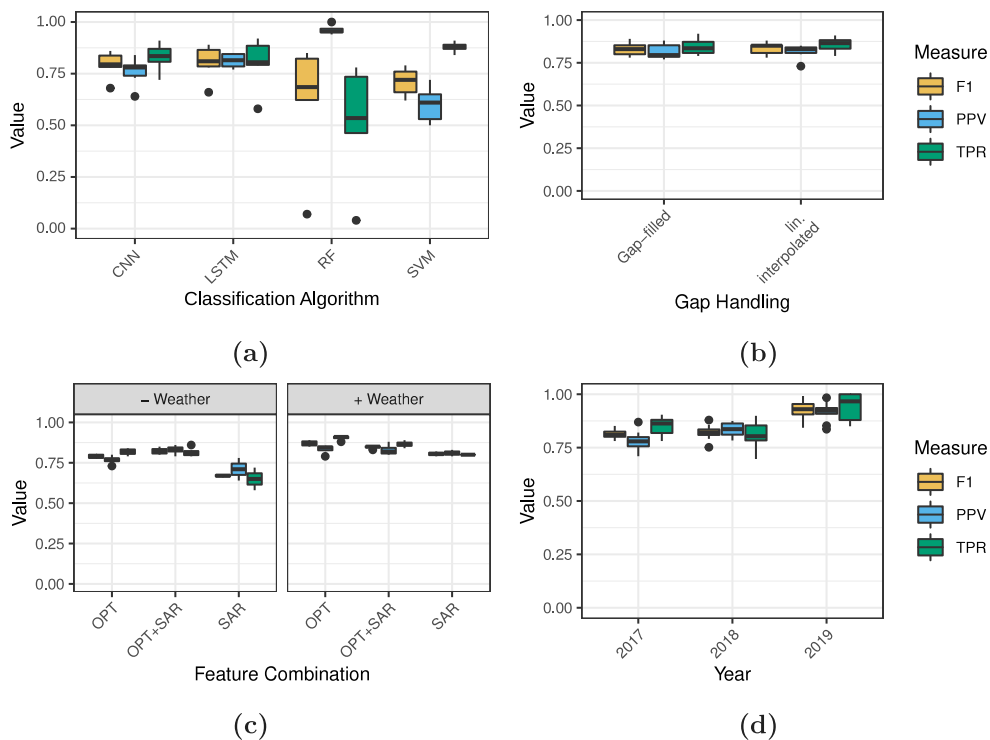 1.00
0.75
0.50
0.25
0.00
Value
CNN
LSTM
RF
SVM
Classification Algorithm
(a)
1.00
0.75
0.50
0.25
0.00
Value
Gap−filled
lin.
interpolated
Gap Handling
(b)
Measure
F1
PPV
TPR
− Weather
+ Weather
1.00
0.75
0.50
0.25
0.00
Value
OPT
OPT+SAR
SAR
OPT
OPT+SAR
SAR
Feature Combination
(c)
1.00
0.75
0.50
0.25
0.00
Value
2017
2018
2019
Year
(d)
Measure
F1
PPV
TPR